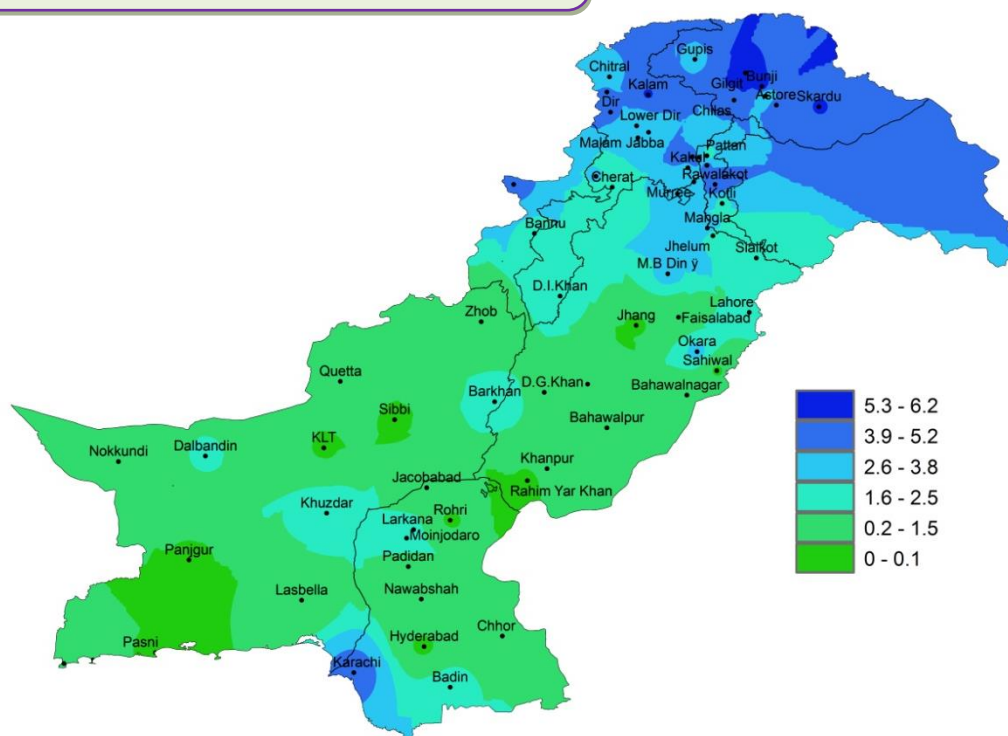 Gupis
Chitral
Kalam
Gilgit
Bunji
Dir
Astore
Skardu
Chilas
Lower Dir
Malam Jabba
Pattan
Kakul
Cherat
Rawalakot
Murree
Kotli
Bannu
Mangla
Jhelum
Sialkot
M.B Din ÿ
D.I.Khan
Lahore
Zhob
Jhang
Faisalabad
Okara
Sahiwal
Quetta
D.G.Khan
Barkhan
Bahawalnagar
5.3 - 6.2
Sibbi
Bahawalpur
3.9 - 5.2
Nokkundi
Dalbandin
KLT
2.6 - 3.8
Khanpur
Jacobabad
Rahim Yar Khan
1.6 - 2.5
Khuzdar
Rohri
Larkana
0.2 - 1.5
Moinjodaro
Panjgur
Padidan
0 - 0.1
Lasbella
Nawabshah
Pasni
Hyderabad
Chhor
Karachi
Badin